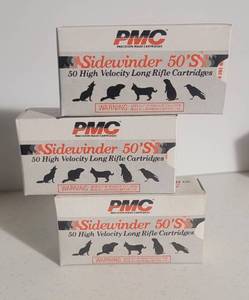 PMC
PRECISION MADE CARTRIDGES
Sidewinder 50'S
50 High Velocity Long Rifle Cartridges
WARNING
PMC
PRECISION MADE CARTRIDGES
Sidewinder 50'S
50 High Velocity Long Rifle Cartridges
WARNING
PMC
PRECISION MADE CARTRIDGES
Sidewinder 50'S
50 High Velocity Long Rifle Cartridges
WARNING